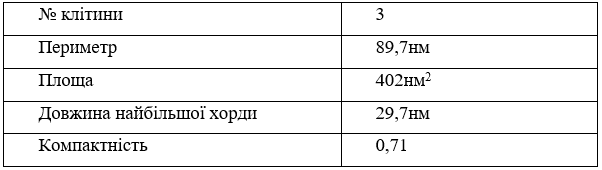 № клітини 3
Периметр 89,7нм
Площа 402нм²
Довжина найбільшої хорди 29,7нм
Компактність 0,71